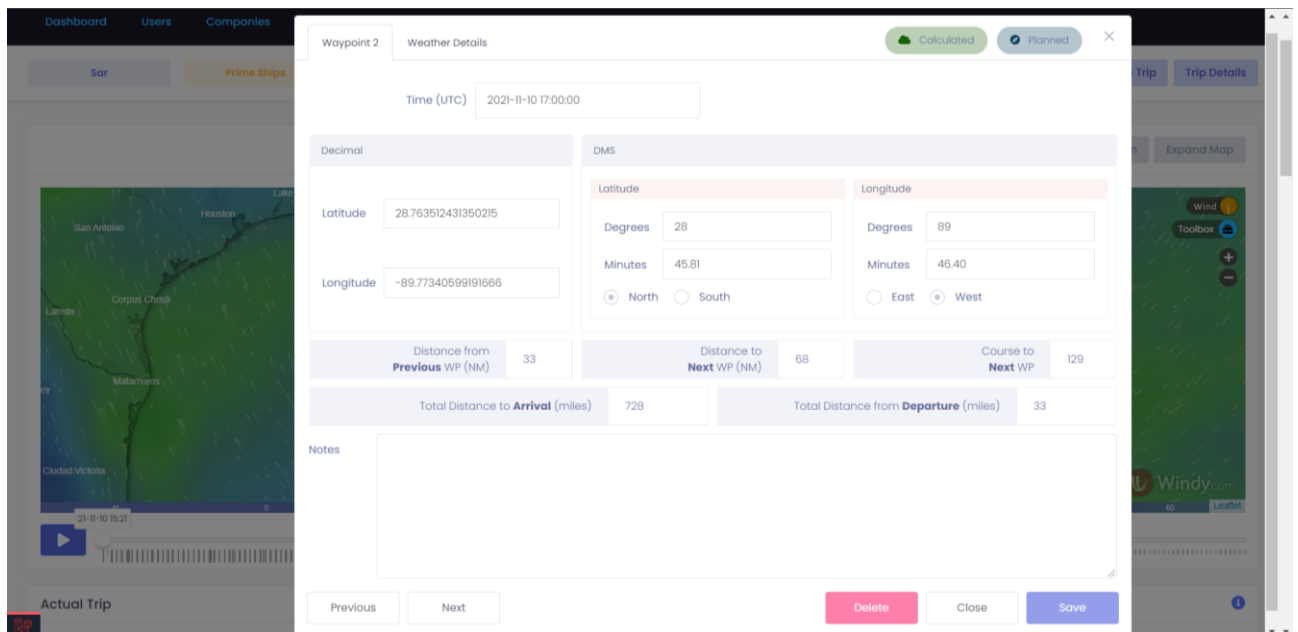 Dashboard Users Companies
Waypoint 2 Weather Details Calculated Planned
Sar Prime Ships Trip Trip Details
Time (UTC) 2021-11-10 17:00:00
Decimal DMS
Expand Map
Latitude Longitude
Latitude 28.763512431350215
Degrees 28 Degrees 89
Minutes 45.81 Minutes 46.40
Longitude -89.77340599191666
North South East West
Lake
Houston
San Antonio
Corpus Christi
Laredo
Matamoros
ey
Ciudad Victoria
Wind
Toolbox
Distance from
Previous WP (NM) 33
Distance to
Next WP (NM) 68
Course to
Next WP 129
Total Distance to Arrival (miles) 728 Total Distance from Departure (miles) 33
Notes
Windy.com
0 60 Leaflet
21-11-10 15:21
Actual Trip
Previous Next Delete Close Save